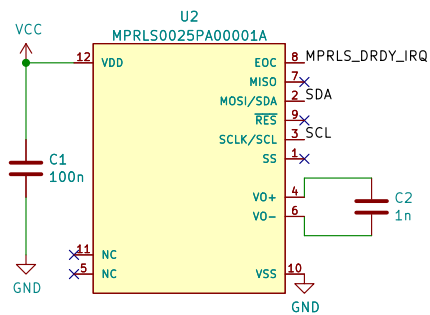 U2
VCC
MPRLS0025PA00001A
12 VDD
EOC 8 MPRLS_DRDY_IRQ
MISO 7
MOSI/SDA 2 SDA
RES 9
SCLK/SCL 3 SCL
SS 1
C1
100n
VO+ 4
C2
VO- 6
1n
11 NC
5 NC
VSS 10
GND
GND